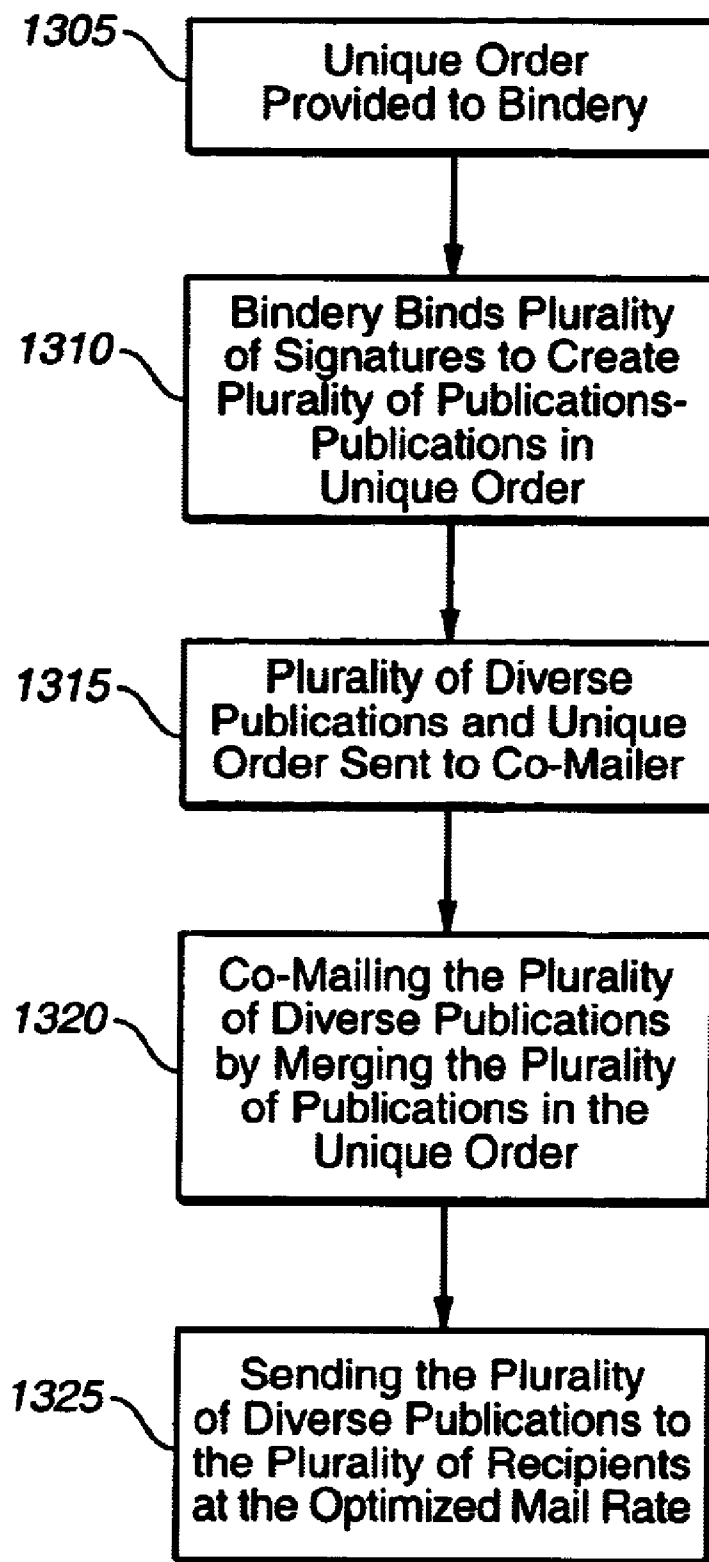 1305
Unique Order
Provided to Bindery
1310
Bindery Binds Plurality
of Signatures to Create
Plurality of Publications-
Publications in
Unique Order
1315
Plurality of Diverse
Publications and Unique
Order Sent to Co-Mailer
1320
Co-Mailing the Plurality
of Diverse Publications
by Merging the Plurality
of Publications in the
Unique Order
1325
Sending the Plurality
of Diverse Publications to
the Plurality of Recipients
at the Optimized Mail Rate